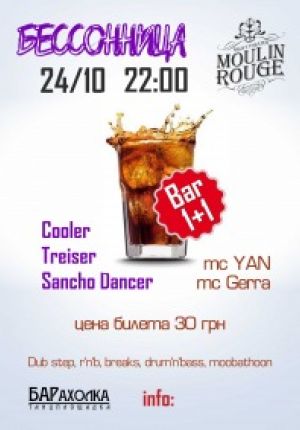 БЕССОННИЦА
24/10 22:00
MOULIN
ROUGE
Bar
1+1
Cooler
Treiser
Sancho Dancer
mc YAN
mc Gerra
цена билета 30 грн
Dub step, r'n'b, breaks, drum'n'bass, moobathoon
БАРахолка
танцплощадка
info: